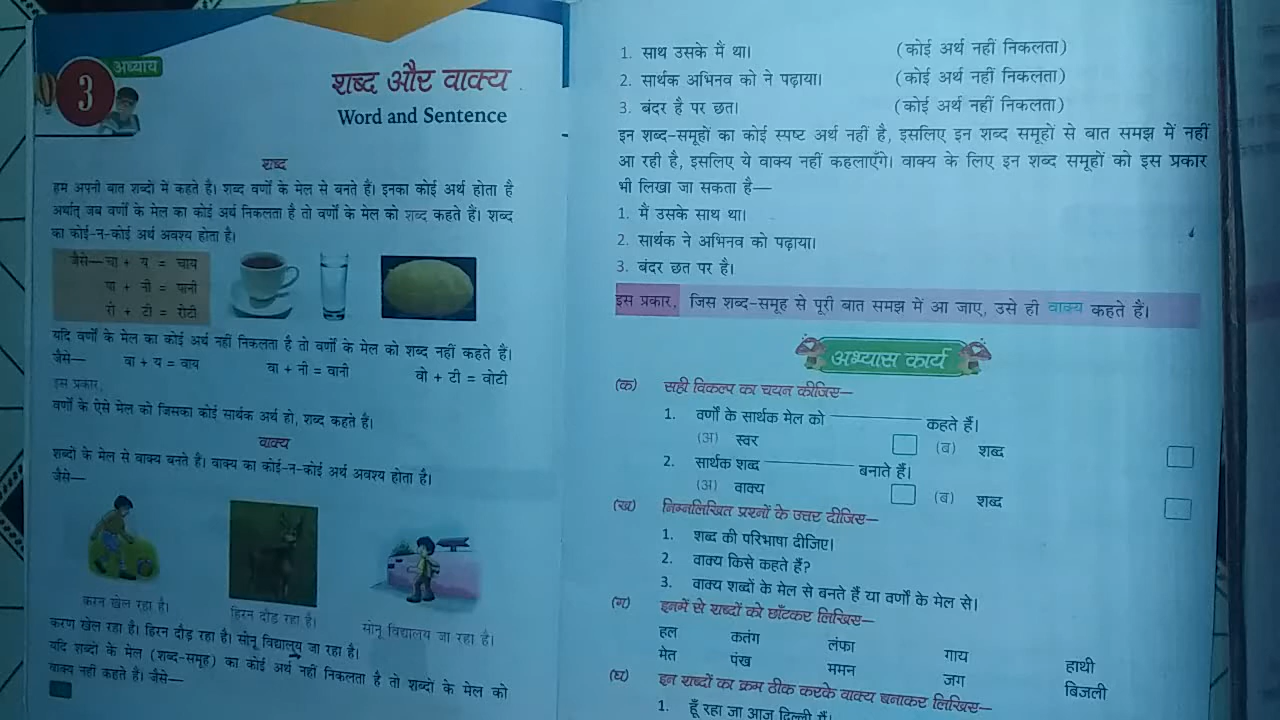 3
अध्याय
शब्द और वाक्य
Word and Sentence
शब्द
हम अपनी बात शब्दों में कहते हैं। शब्द वर्णों के मेल से बनते हैं। इनका कोई अर्थ होता है
अर्थात् जब वर्णों के मेल का कोई अर्थ निकलता है तो वर्णों के मेल को शब्द कहते हैं। शब्द
का कोई-न-कोई अर्थ अवश्य होता है।
जैसे— चा + य = चाय
पा + नी = पानी
रो + टी = रोटी
यदि वर्णों के मेल का कोई अर्थ नहीं निकलता है तो वर्णों के मेल को शब्द नहीं कहते हैं।
जैसे— वा + य = वाय वा + नी = वानी वो + टी = वोटी
इस प्रकार,
वर्णों के ऐसे मेल को जिसका कोई सार्थक अर्थ हो, शब्द कहते हैं।
वाक्य
शब्दों के मेल से वाक्य बनते हैं। वाक्य का कोई-न-कोई अर्थ अवश्य होता है।
जैसे—
करन खेल रहा है।
हिरन दौड़ रहा है।
सोनू विद्यालय जा रहा है।
करण खेल रहा है। हिरन दौड़ रहा है। सोनू विद्यालय जा रहा है।
यदि शब्दों के मेल (शब्द-समूह) का कोई अर्थ नहीं निकलता है तो शब्दों के मेल को
वाक्य नहीं कहते हैं। जैसे—
1. साथ उसके मैं था। (कोई अर्थ नहीं निकलता)
2. सार्थक अभिनव को ने पढ़ाया। (कोई अर्थ नहीं निकलता)
3. बंदर है पर छत। (कोई अर्थ नहीं निकलता)
इन शब्द-समूहों का कोई स्पष्ट अर्थ नहीं है, इसलिए इन शब्द समूहों से बात समझ में नहीं
आ रही है, इसलिए ये वाक्य नहीं कहलाएँगे। वाक्य के लिए इन शब्द समूहों को इस प्रकार
भी लिखा जा सकता है—
1. मैं उसके साथ था।
2. सार्थक ने अभिनव को पढ़ाया।
3. बंदर छत पर है।
इस प्रकार, जिस शब्द-समूह से पूरी बात समझ में आ जाए, उसे ही वाक्य कहते हैं।
अभ्यास कार्य
(क) सही विकल्प का चयन कीजिए—
1. वर्णों के सार्थक मेल को ________ कहते हैं।
(अ) स्वर (ब) शब्द
2. सार्थक शब्द ________ बनाते हैं।
(अ) वाक्य (ब) शब्द
(ख) निम्नलिखित प्रश्नों के उत्तर दीजिए—
1. शब्द की परिभाषा दीजिए।
2. वाक्य किसे कहते हैं?
3. वाक्य शब्दों के मेल से बनते हैं या वर्णों के मेल से।
(ग) इनमें से शब्दों को छाँटकर लिखिए—
हल कलंग लंफा गाय हाथी
मेत पंख ममन जग बिजली
(घ) इन शब्दों का क्रम ठीक करके वाक्य बनाकर लिखिए—
1. हूँ रहा जा आज दिल्ली मैं।